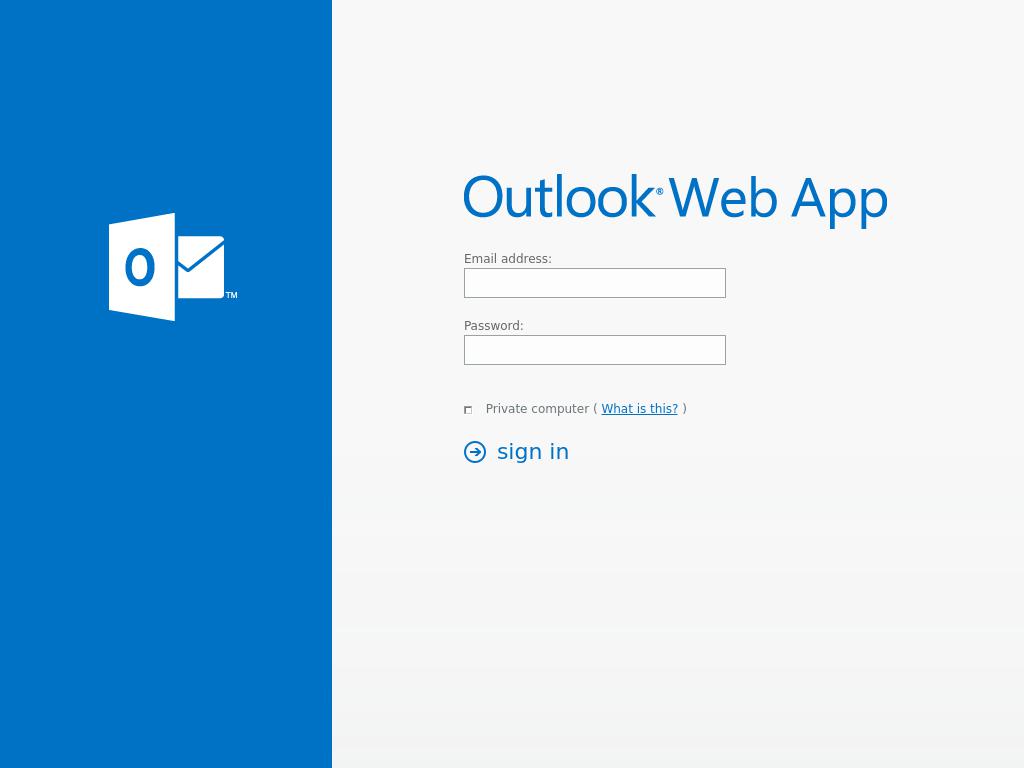 Outlook® Web App
Email address:
O
TM
Password:
Private computer ( What is this? )
sign in